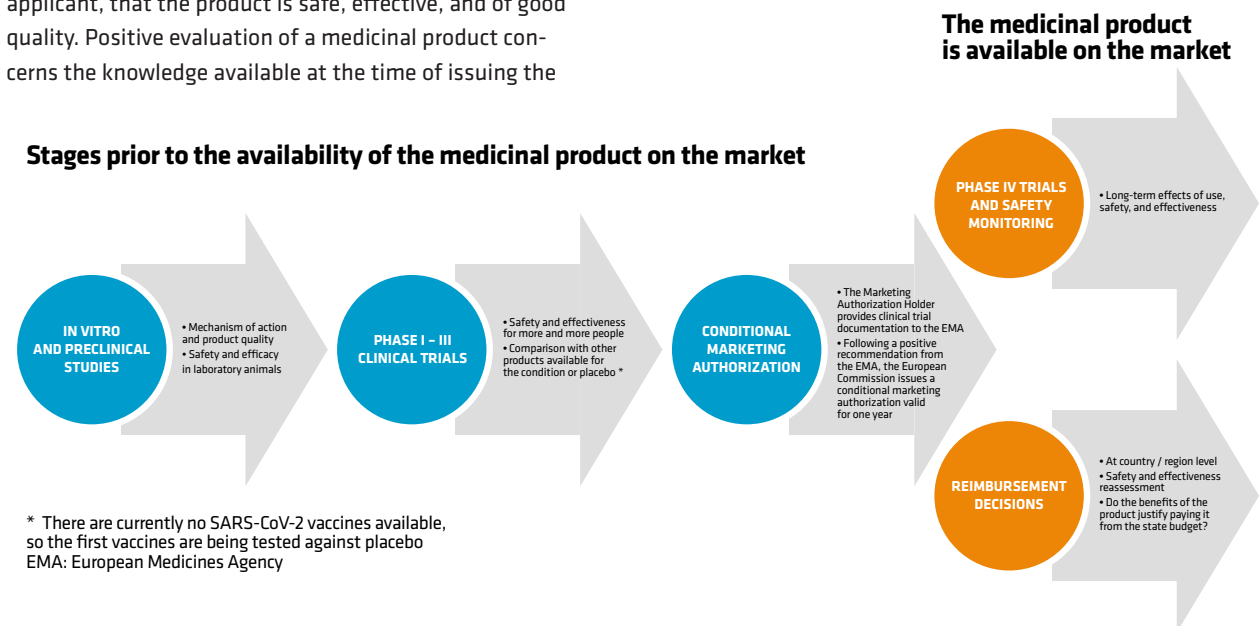 applicant, that the product is safe, effective, and of good
quality. Positive evaluation of a medicinal product con-
cerns the knowledge available at the time of issuing the
The medicinal product
is available on the market
Stages prior to the availability of the medicinal product on the market
IN VITRO
AND PRECLINICAL
STUDIES
• Mechanism of action
and product quality
• Safety and efficacy
in laboratory animals
PHASE I – III
CLINICAL TRIALS
• Safety and effectiveness
for more and more people
• Comparison with other
products available for
the condition or placebo *
CONDITIONAL
MARKETING
AUTHORIZATION
• The Marketing
Authorization Holder
provides clinical trial
documentation to the EMA
• Following a positive
recommendation from
the EMA, the European
Commission issues a
conditional marketing
authorization valid
for one year
PHASE IV TRIALS
AND SAFETY
MONITORING
• Long-term effects of use,
safety, and effectiveness
REIMBURSEMENT
DECISIONS
• At country / region level
• Safety and effectiveness
reassessment
• Do the benefits of the
product justify paying it
from the state budget?
* There are currently no SARS-CoV-2 vaccines available,
so the first vaccines are being tested against placebo
EMA: European Medicines Agency